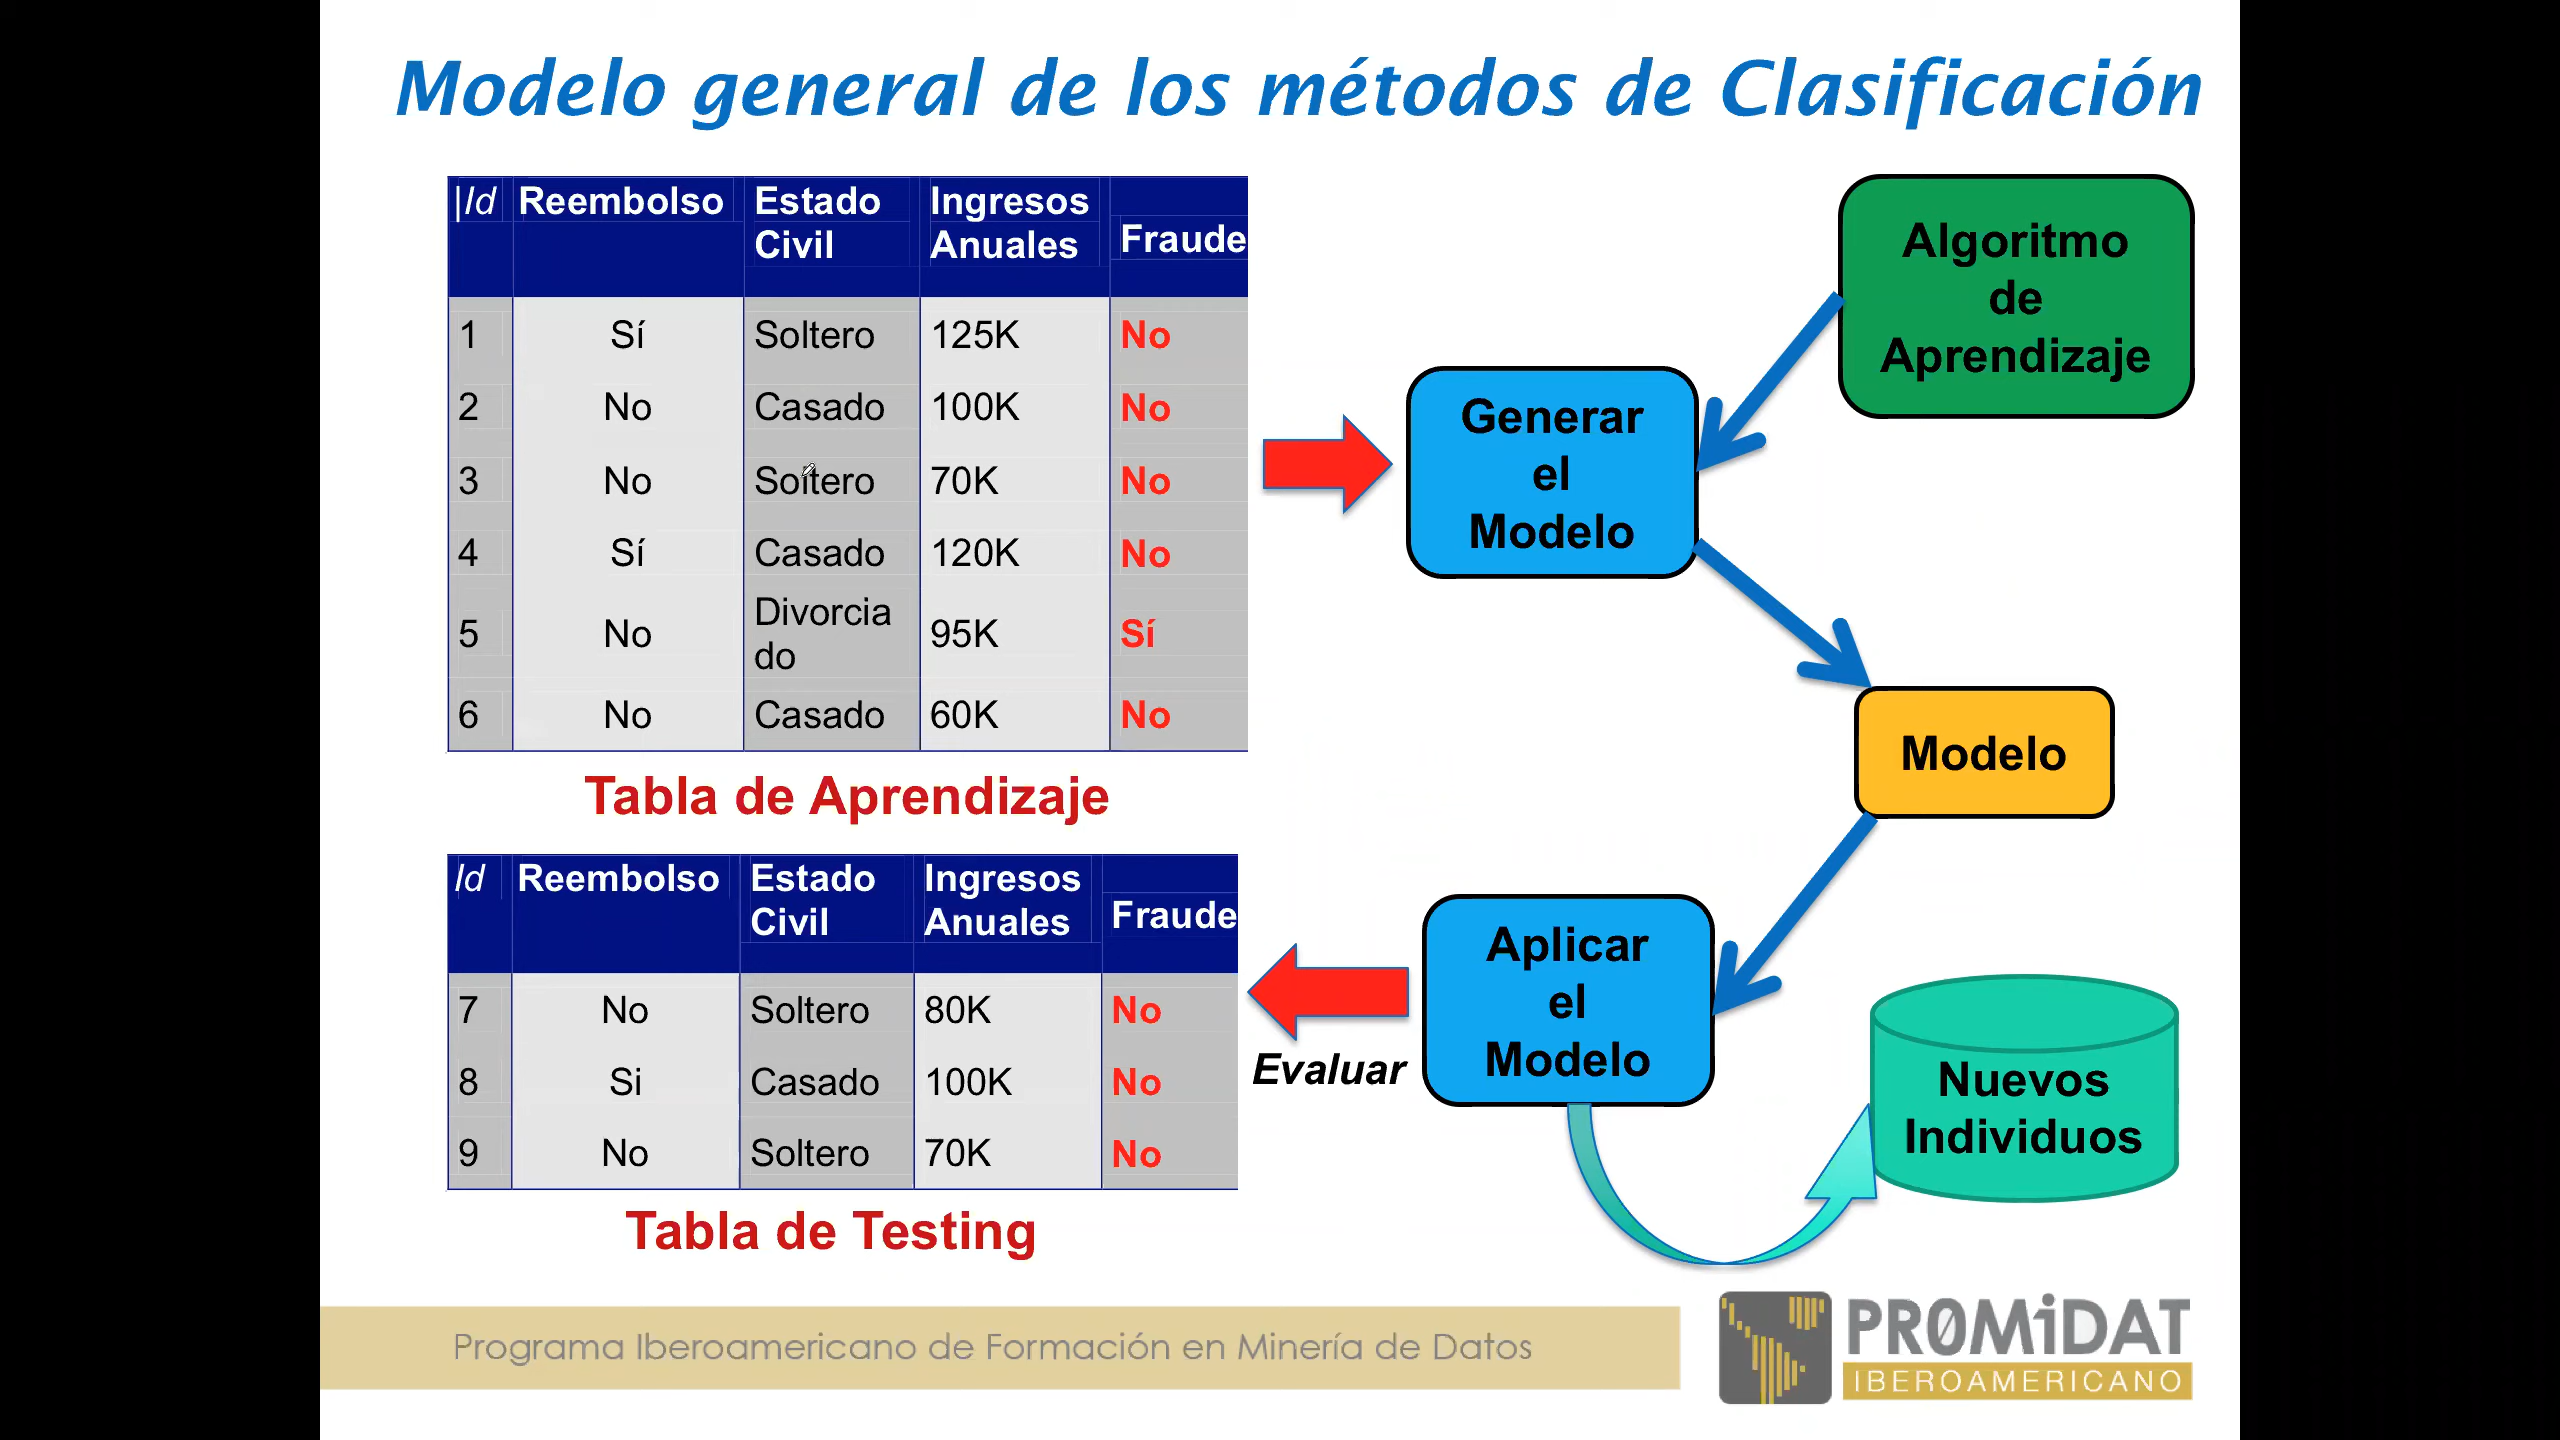 Modelo general de los métodos de Clasificación
|Id Reembolso Estado Civil Ingresos Anuales Fraude
1 Sí Soltero 125K No
2 No Casado 100K No
3 No Soltero 70K No
4 Sí Casado 120K No
5 No Divorcia do 95K Sí
6 No Casado 60K No
Tabla de Aprendizaje
Id Reembolso Estado Civil Ingresos Anuales Fraude
7 No Soltero 80K No
8 Si Casado 100K No
9 No Soltero 70K No
Tabla de Testing
Algoritmo
de
Aprendizaje
Generar
el
Modelo
Modelo
Aplicar
el
Modelo
Evaluar
Nuevos
Individuos
Programa Iberoamericano de Formación en Minería de Datos
PR0MiDAT
IBEROAMERICANO